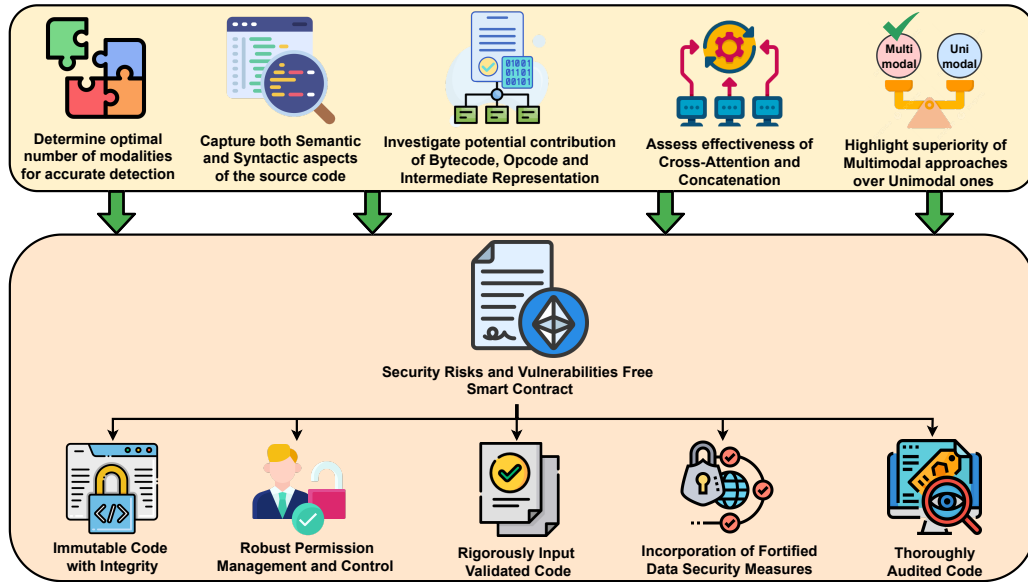 01001
01101
00101
Multi
modal
Uni
modal
Determine optimal
number of modalities
for accurate detection
Capture both Semantic
and Syntactic aspects
of the source code
Investigate potential contribution
of Bytecode, Opcode and
Intermediate Representation
Assess effectiveness of
Cross-Attention and
Concatenation
Highlight superiority of
Multimodal approaches
over Unimodal ones
Security Risks and Vulnerabilities Free
Smart Contract
</>
Immutable Code
with Integrity
Robust Permission
Management and Control
Rigorously Input
Validated Code
Incorporation of Fortified
Data Security Measures
Thoroughly
Audited Code